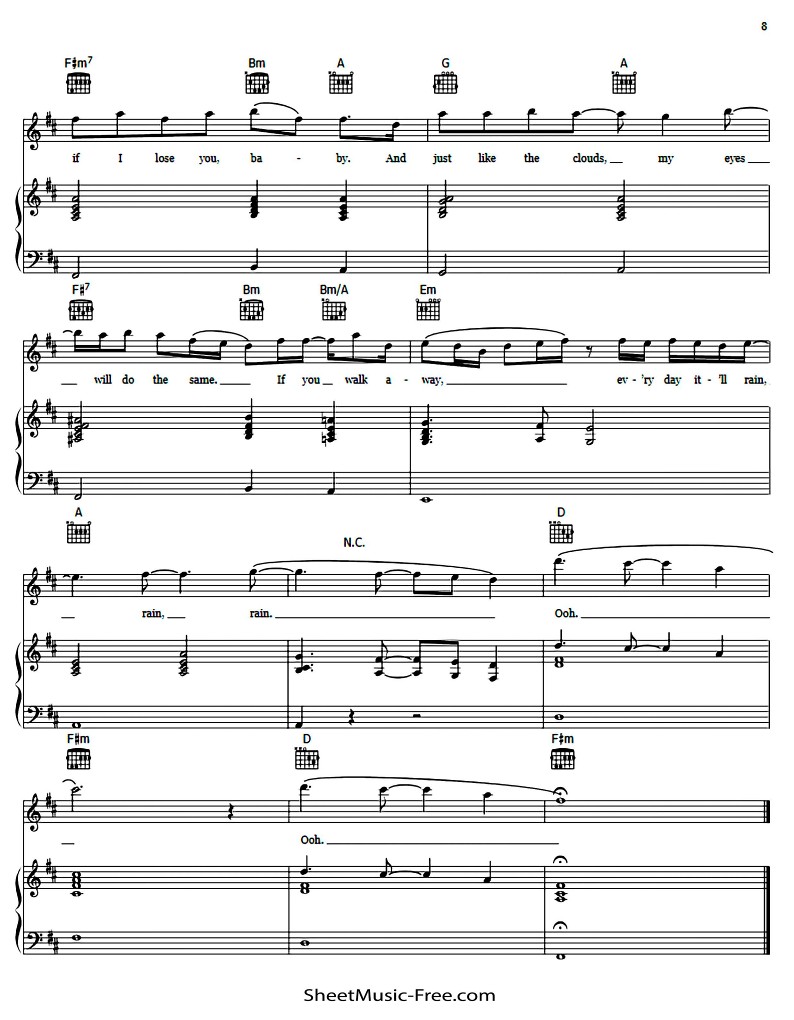 8
F♯m7 Bm A G A
if I lose you, ba - by. And just like the clouds, my eyes
F♯7 Bm Bm/A Em
will do the same. If you walk a - way, ev - 'ry day it - 'll rain,
A N.C. D
rain, rain. Ooh.
F♯m D F♯m
Ooh.
SheetMusic-Free.com